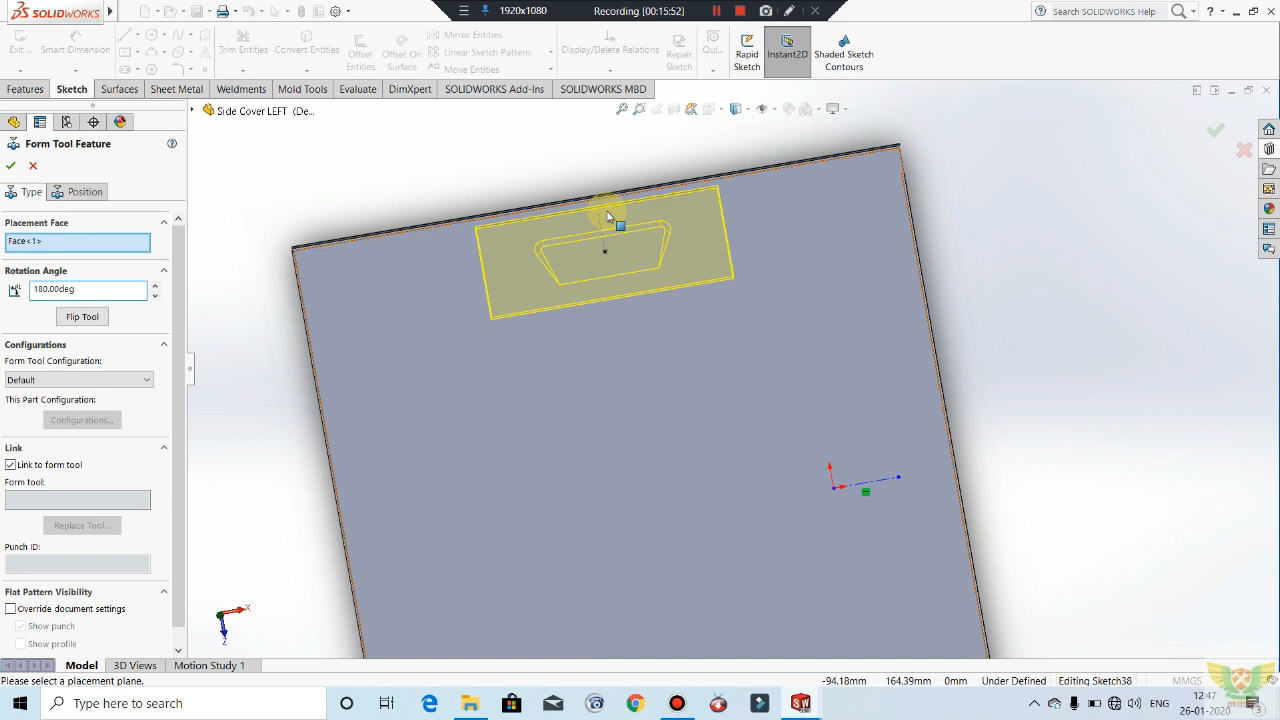 1920x1080
Recording [00:15:52]
SOLIDWORKS
Search SOLIDWORKS Help
Exit ...
Smart Dimension
Trim Entities
Convert Entities
Offset Entities
Offset On Surface
Mirror Entities
Linear Sketch Pattern
Move Entities
Display/Delete Relations
Repair Sketch
Qui...
Rapid Sketch
Instant2D
Shaded Sketch Contours
Features
Sketch
Surfaces
Sheet Metal
Weldments
Mold Tools
Evaluate
DimXpert
SOLIDWORKS Add-Ins
SOLIDWORKS MBD
Side Cover LEFT (De...
Form Tool Feature
Type
Position
Placement Face
Face<1>
Rotation Angle
180.00deg
Flip Tool
Configurations
Form Tool Configuration:
Default
This Part Configuration:
Configurations...
Link
Link to form tool
Form tool:
Replace Tool...
Punch ID:
Flat Pattern Visibility
Override document settings
Show punch
Show profile
X
Z
Model
3D Views
Motion Study 1
Please select a placement plane.
-94.18mm
164.39mm
0mm
Under Defined
Editing Sketch38
MMGS
Type here to search
12:47
26-01-2020
3